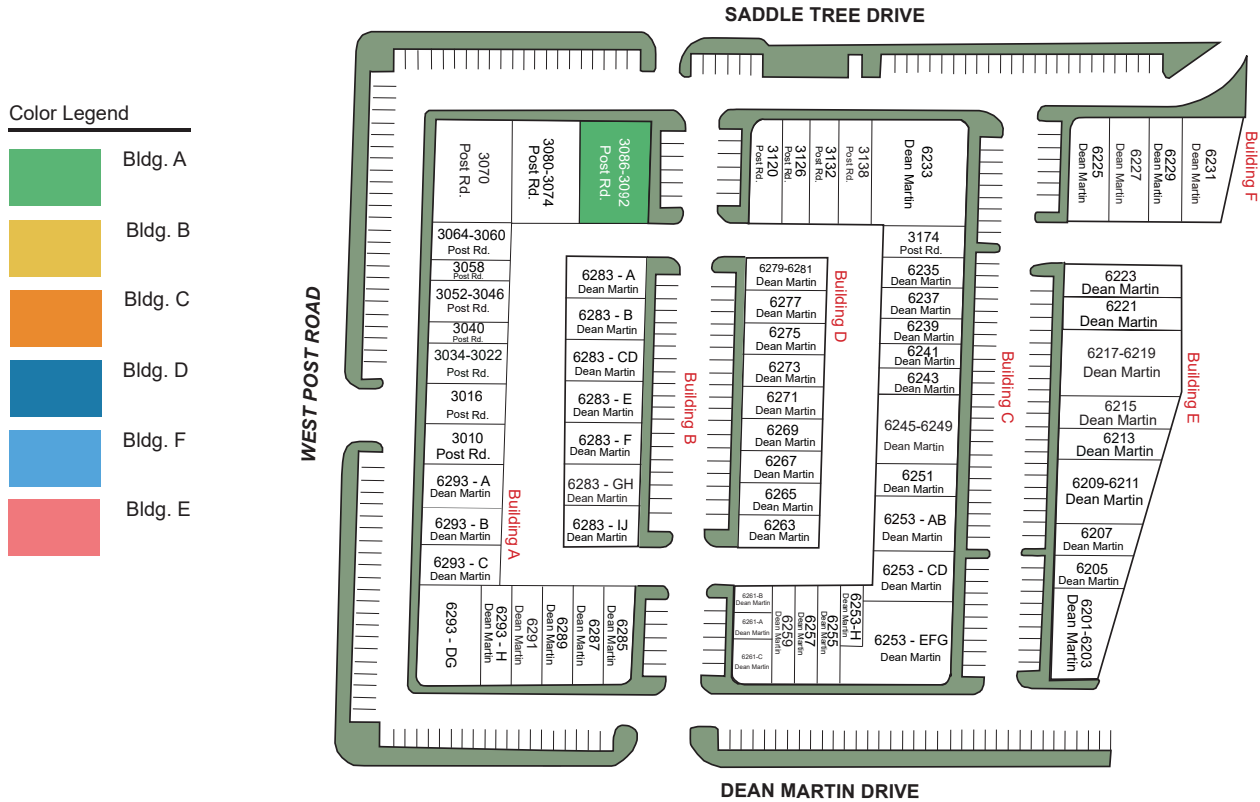 SADDLE TREE DRIVE
Color Legend
Bldg. A
Bldg. B
Bldg. C
Bldg. D
Bldg. F
Bldg. E
WEST POST ROAD
3070
Post Rd.
3080-3074
Post Rd.
3086-3092
Post Rd.
3064-3060
Post Rd.
3058
Post Rd.
3052-3046
Post Rd.
3040
Post Rd.
3034-3022
Post Rd.
3016
Post Rd.
3010
Post Rd.
6293 - A
Dean Martin
6293 - B
Dean Martin
6293 - C
Dean Martin
Building A
6293 - DG
6293 - H
Dean Martin
6291
Dean Martin
6289
Dean Martin
6287
Dean Martin
6285
Dean Martin
6283 - A
Dean Martin
6283 - B
Dean Martin
6283 - CD
Dean Martin
6283 - E
Dean Martin
6283 - F
Dean Martin
6283 - GH
Dean Martin
6283 - IJ
Dean Martin
Building B
3120
Post Rd.
3126
Post Rd.
3132
Post Rd.
3138
Post Rd.
6233
Dean Martin
6279-6281
Dean Martin
6277
Dean Martin
6275
Dean Martin
6273
Dean Martin
6271
Dean Martin
6269
Dean Martin
6267
Dean Martin
6265
Dean Martin
6263
Dean Martin
Building D
3174
Post Rd.
6235
Dean Martin
6237
Dean Martin
6239
Dean Martin
6241
Dean Martin
6243
Dean Martin
6245-6249
Dean Martin
6251
Dean Martin
6253 - AB
Dean Martin
6253 - CD
Dean Martin
6253 - EFG
Dean Martin
Building C
6261-B
Dean Martin
6261-A
Dean Martin
6261-C
Dean Martin
6259
Dean Martin
6257
Dean Martin
6255
Dean Martin
6253-H
Dean Martin
6225
Dean Martin
6227
Dean Martin
6229
Dean Martin
6231
Dean Martin
Building F
6223
Dean Martin
6221
Dean Martin
6217-6219
Dean Martin
6215
Dean Martin
6213
Dean Martin
6209-6211
Dean Martin
6207
Dean Martin
6205
Dean Martin
6201-6203
Dean Martin
Building E
DEAN MARTIN DRIVE